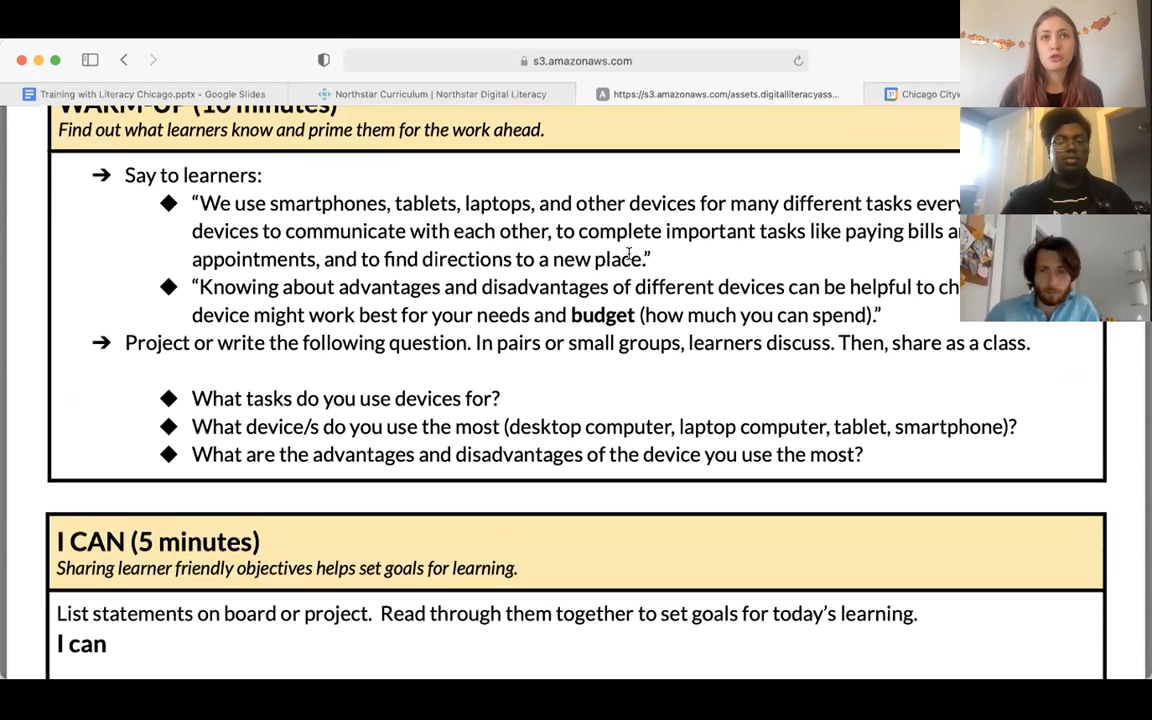 s3.amazonaws.com
Training with Literacy Chicago.pptx - Google Slides
Northstar Curriculum | Northstar Digital Literacy
https://s3.amazonaws.com/assets.digitalliteracyass...
Chicago Cityw
WARM-UP (10 minutes)
Find out what learners know and prime them for the work ahead.
➔ Say to learners:
◆ “We use smartphones, tablets, laptops, and other devices for many different tasks every
devices to communicate with each other, to complete important tasks like paying bills a
appointments, and to find directions to a new place.”
◆ “Knowing about advantages and disadvantages of different devices can be helpful to ch
device might work best for your needs and budget (how much you can spend).”
➔ Project or write the following question. In pairs or small groups, learners discuss. Then, share as a class.
◆ What tasks do you use devices for?
◆ What device/s do you use the most (desktop computer, laptop computer, tablet, smartphone)?
◆ What are the advantages and disadvantages of the device you use the most?
I CAN (5 minutes)
Sharing learner friendly objectives helps set goals for learning.
List statements on board or project. Read through them together to set goals for today’s learning.
I can